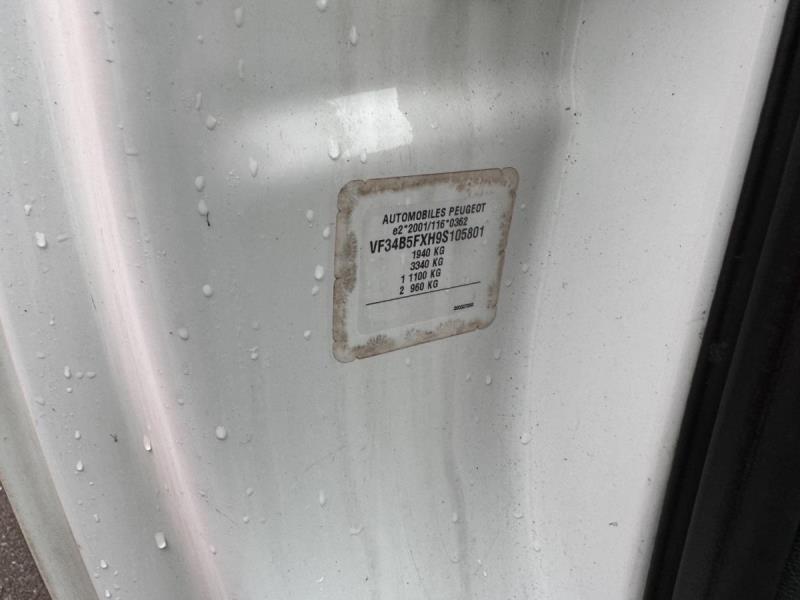 AUTOMOBILES PEUGEOT
e2*2001/116*0362
VF34B5FXH9S105801
1940 KG
3340 KG
1 1100 KG
2 960 KG